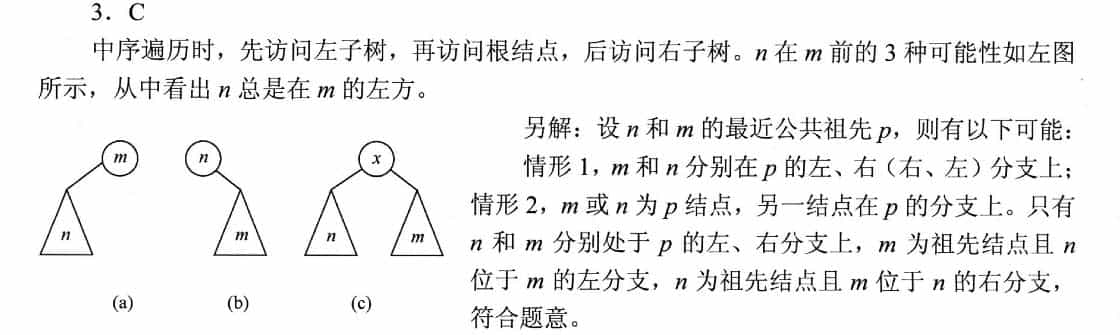 3．C
中序遍历时，先访问左子树，再访问根结点，后访问右子树。n 在 m 前的 3 种可能性如左图
所示，从中看出 n 总是在 m 的左方。
m
n
(a)
n
m
(b)
x
n
m
(c)
另解：设 n 和 m 的最近公共祖先 p，则有以下可能：
情形 1，m 和 n 分别在 p 的左、右（右、左）分支上；
情形 2，m 或 n 为 p 结点，另一结点在 p 的分支上。只有
n 和 m 分别处于 p 的左、右分支上，m 为祖先结点且 n
位于 m 的左分支，n 为祖先结点且 m 位于 n 的右分支，
符合题意。